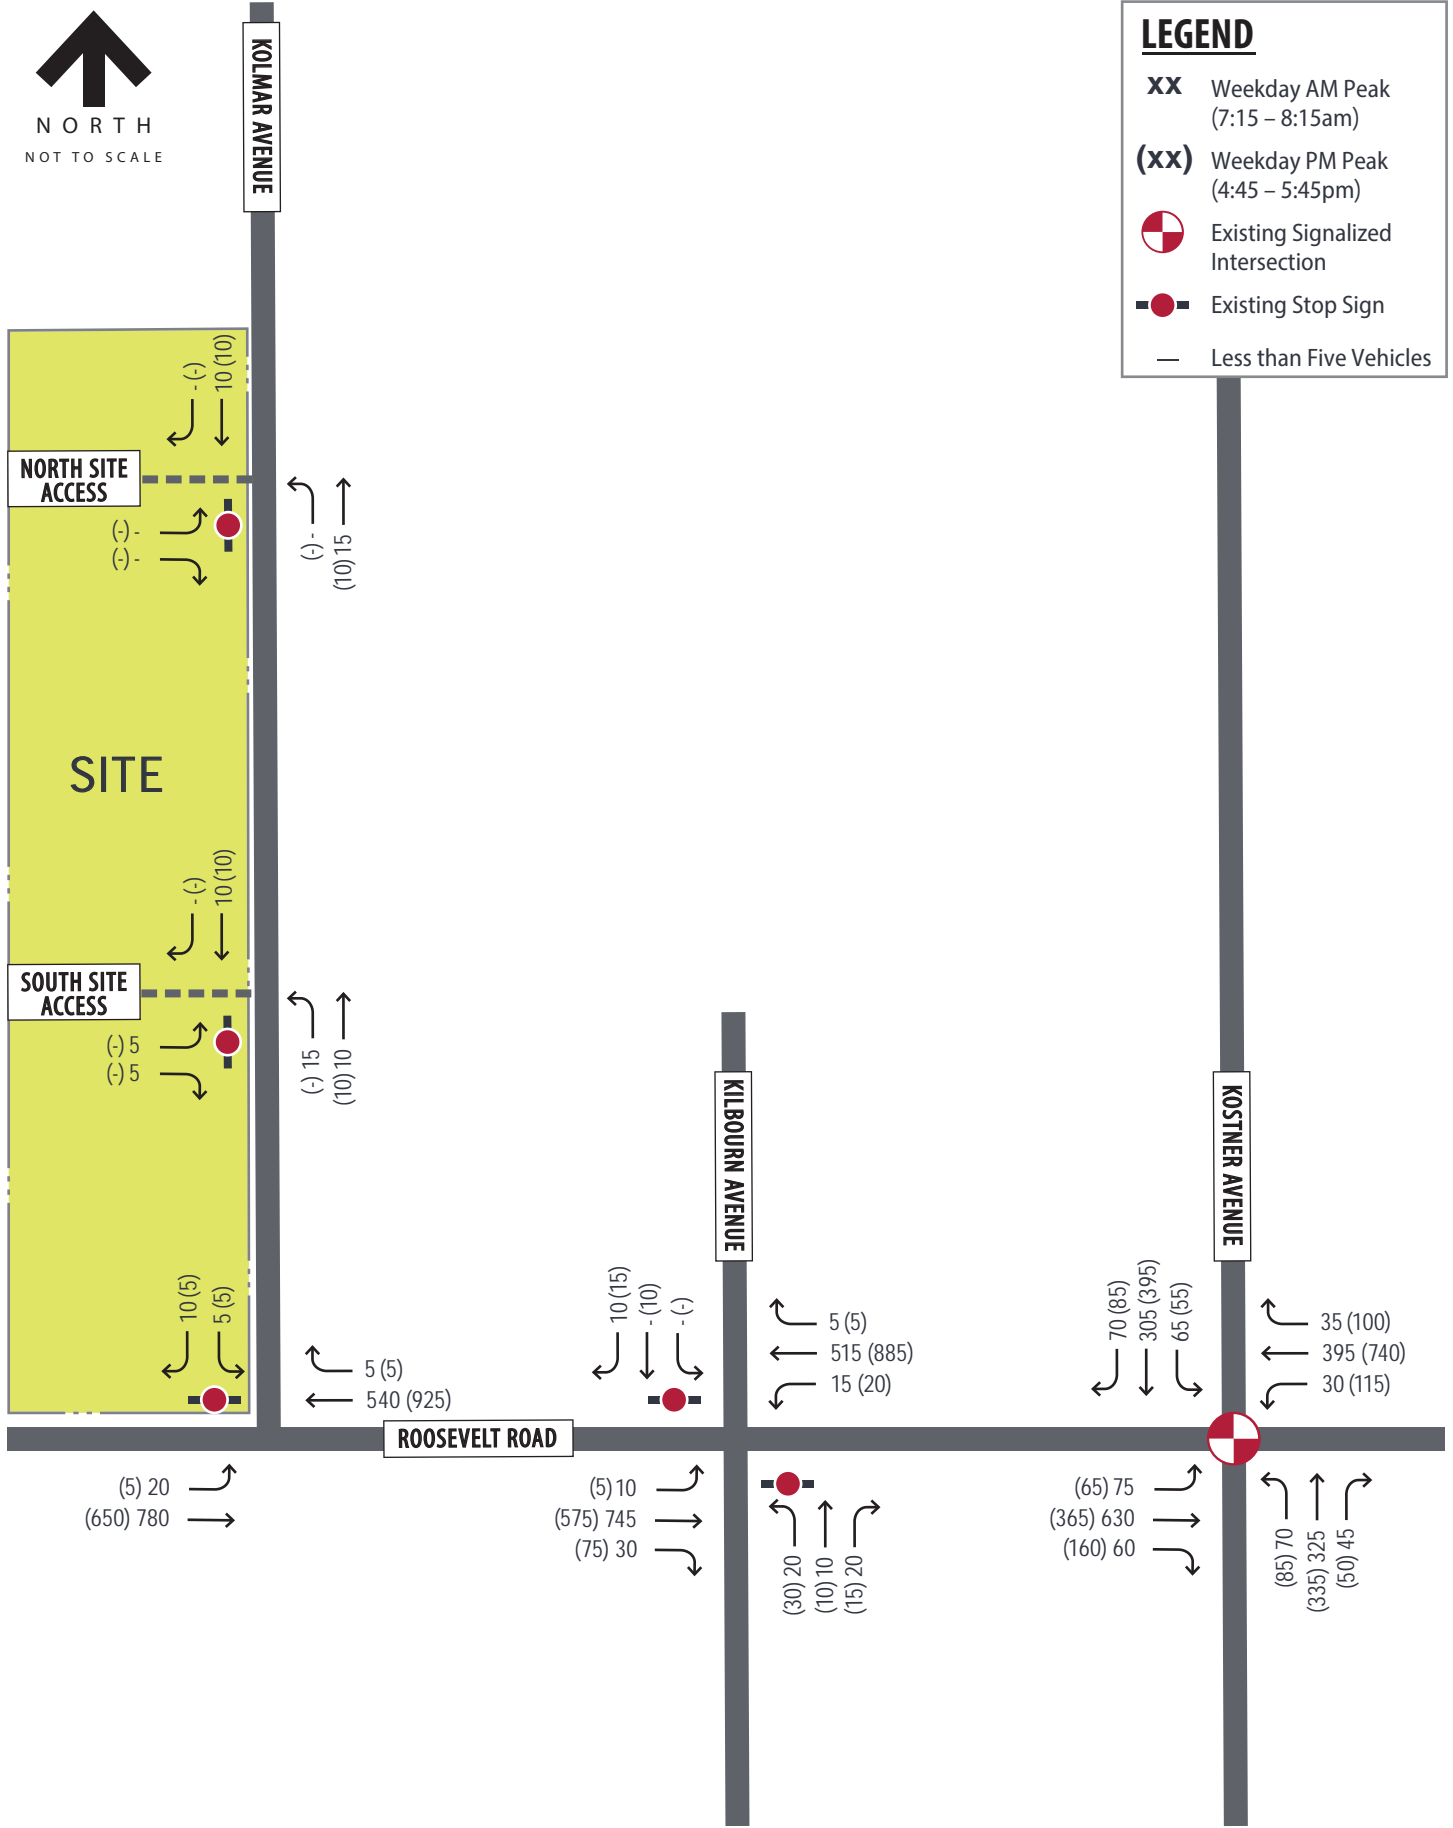 NORTH
NOT TO SCALE
KOLMAR AVENUE
LEGEND
XX Weekday AM Peak
(7:15 – 8:15am)
(XX) Weekday PM Peak
(4:45 – 5:45pm)
Existing Signalized
Intersection
Existing Stop Sign
— Less than Five Vehicles
- (-)
10 (10)
NORTH SITE
ACCESS
(-) -
(-) -
(-) -
(10) 15
SITE
- (-)
10 (10)
SOUTH SITE
ACCESS
(-) 5
(-) 5
(-) 15
(10) 10
KILBOURN AVENUE
KOSTNER AVENUE
10 (5)
5 (5)
5 (5)
540 (925)
10 (15)
- (10)
- (-)
5 (5)
515 (885)
15 (20)
70 (85)
305 (395)
65 (55)
35 (100)
395 (740)
30 (115)
ROOSEVELT ROAD
(5) 20
(650) 780
(5) 10
(575) 745
(75) 30
(30) 20
(10) 10
(15) 20
(65) 75
(365) 630
(160) 60
(85) 70
(335) 325
(50) 45